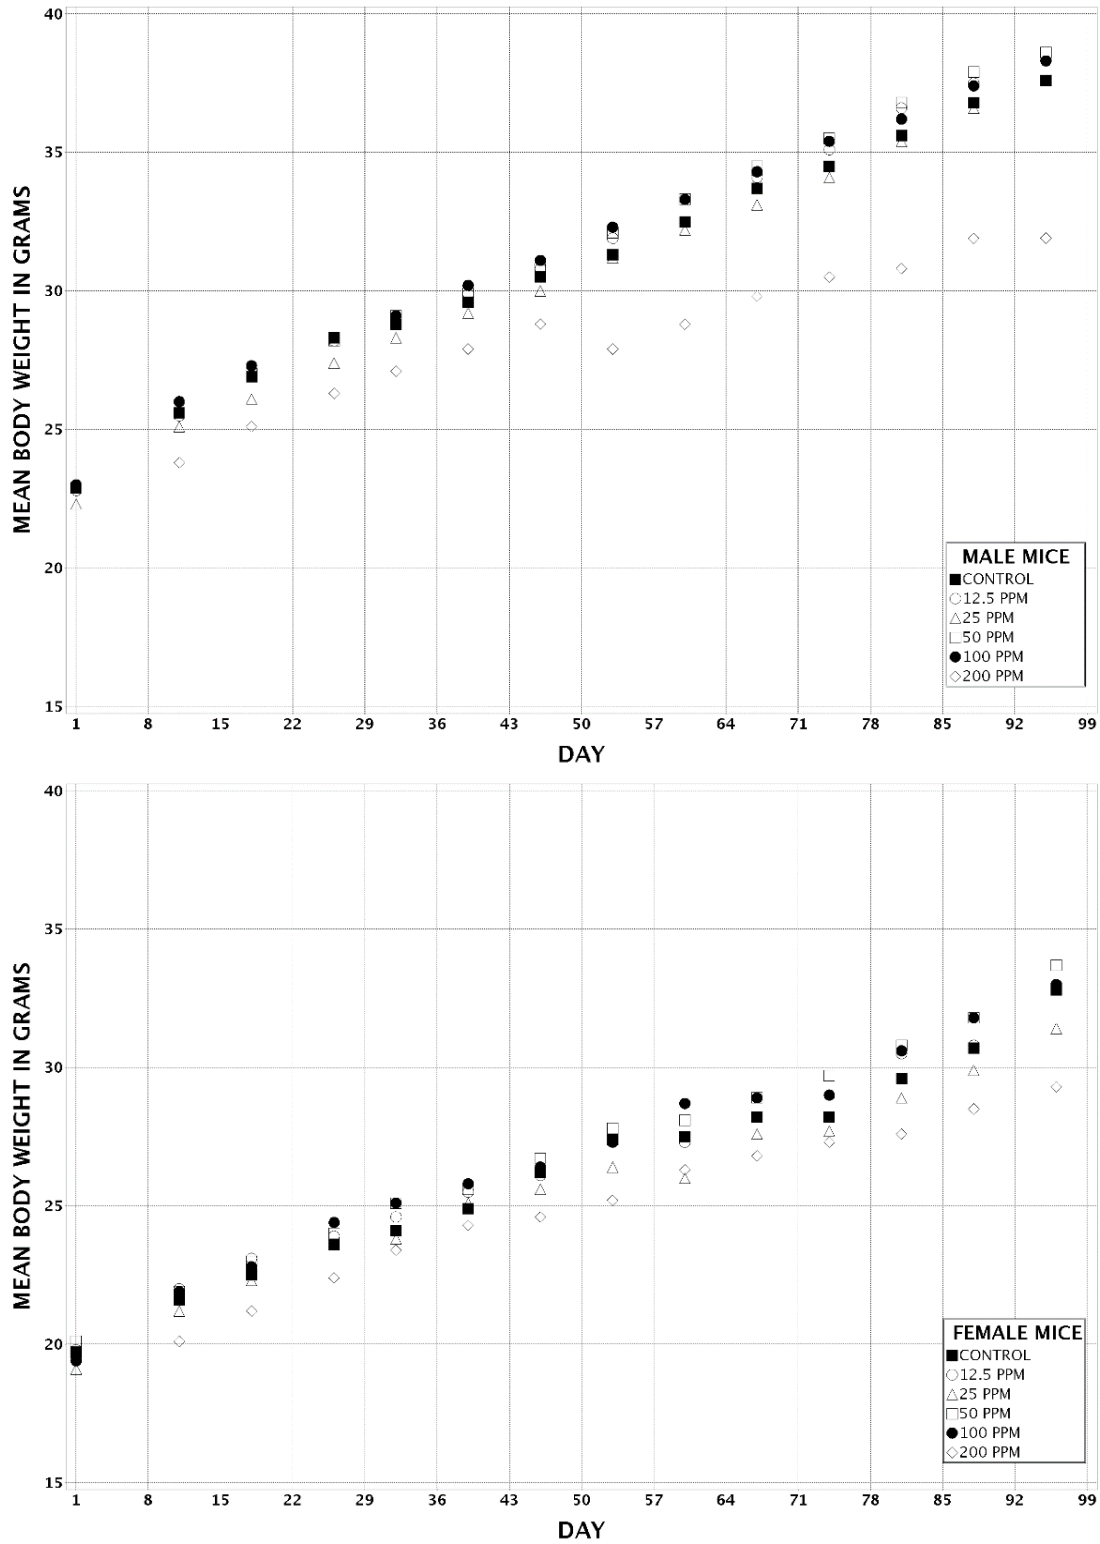 40
35
30
25
20
15
MEAN BODY WEIGHT IN GRAMS
MALE MICE
CONTROL
12.5 PPM
25 PPM
50 PPM
100 PPM
200 PPM
1 8 15 22 29 36 43 50 57 64 71 78 85 92 99
DAY
40
35
30
25
20
15
MEAN BODY WEIGHT IN GRAMS
FEMALE MICE
CONTROL
12.5 PPM
25 PPM
50 PPM
100 PPM
200 PPM
1 8 15 22 29 36 43 50 57 64 71 78 85 92 99
DAY